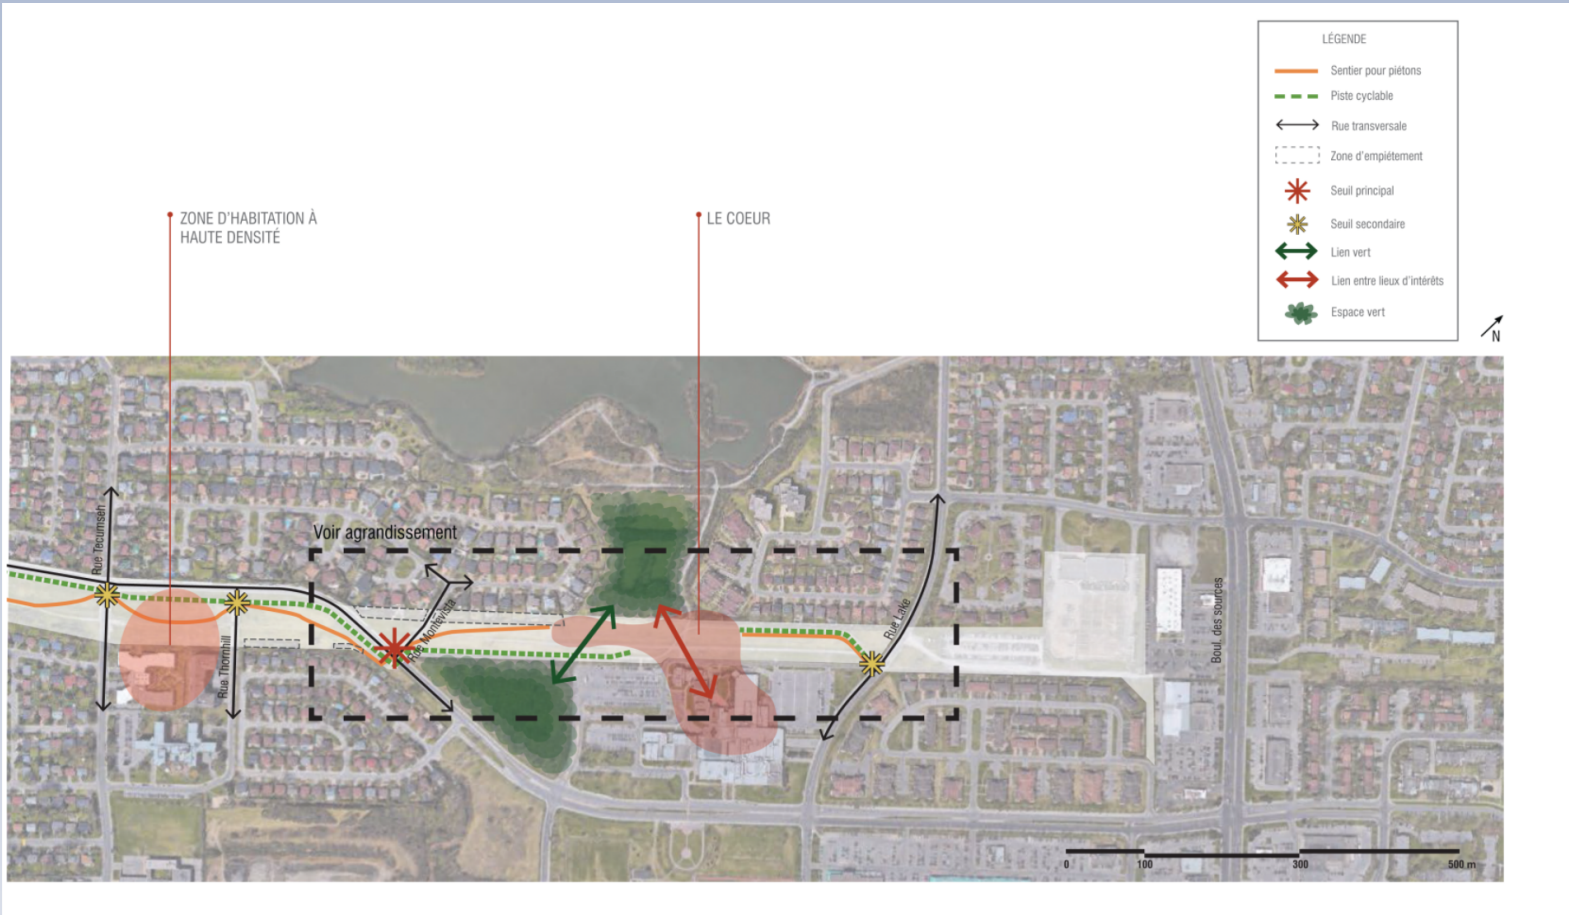 LÉGENDE
Sentier pour piétons
Piste cyclable
Rue transversale
Zone d'empiétement
Seuil principal
Seuil secondaire
Lien vert
Lien entre lieux d'intérêts
Espace vert
N
ZONE D'HABITATION À
HAUTE DENSITÉ
LE COEUR
Voir agrandissement
Rue Tecumseh
Rue Thornhill
Rue Montevista
Rue Lake
Boul. des sources
0 100 300 500 m